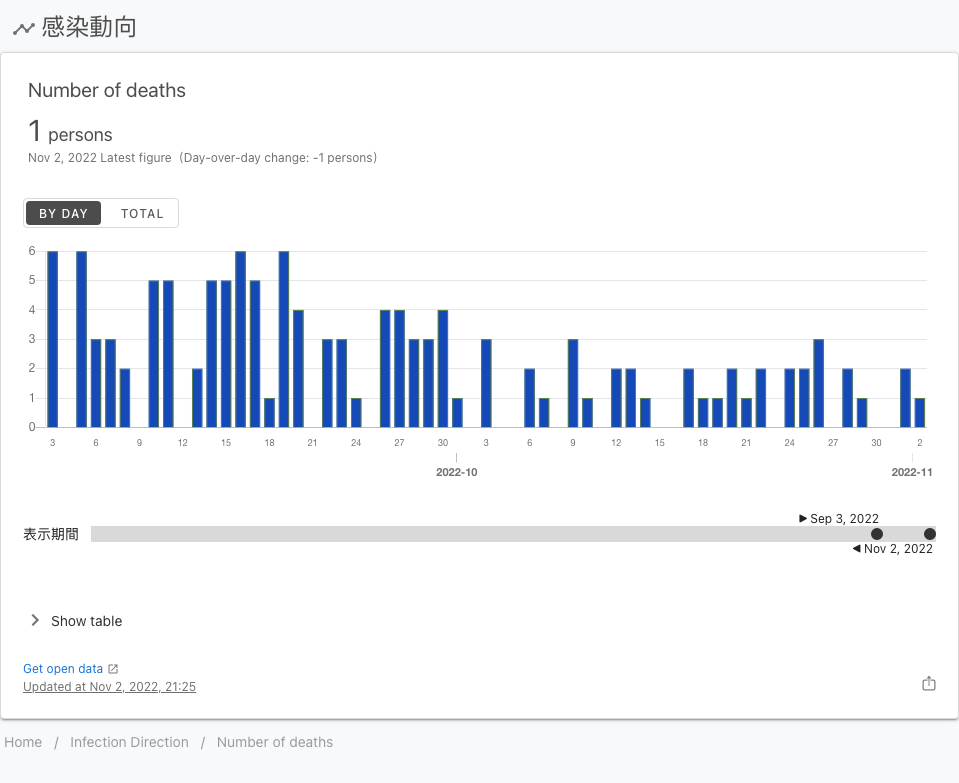 感染動向
Number of deaths
1 persons
Nov 2, 2022 Latest figure (Day-over-day change: -1 persons)
BY DAY TOTAL
6
5
4
3
2
1
0
3 6 9 12 15 18 21 24 27 30 3 6 9 12 15 18 21 24 27 30 2
2022-10 2022-11
Sep 3, 2022
表示期間
Nov 2, 2022
Show table
Get open data
Updated at Nov 2, 2022, 21:25
Home / Infection Direction / Number of deaths